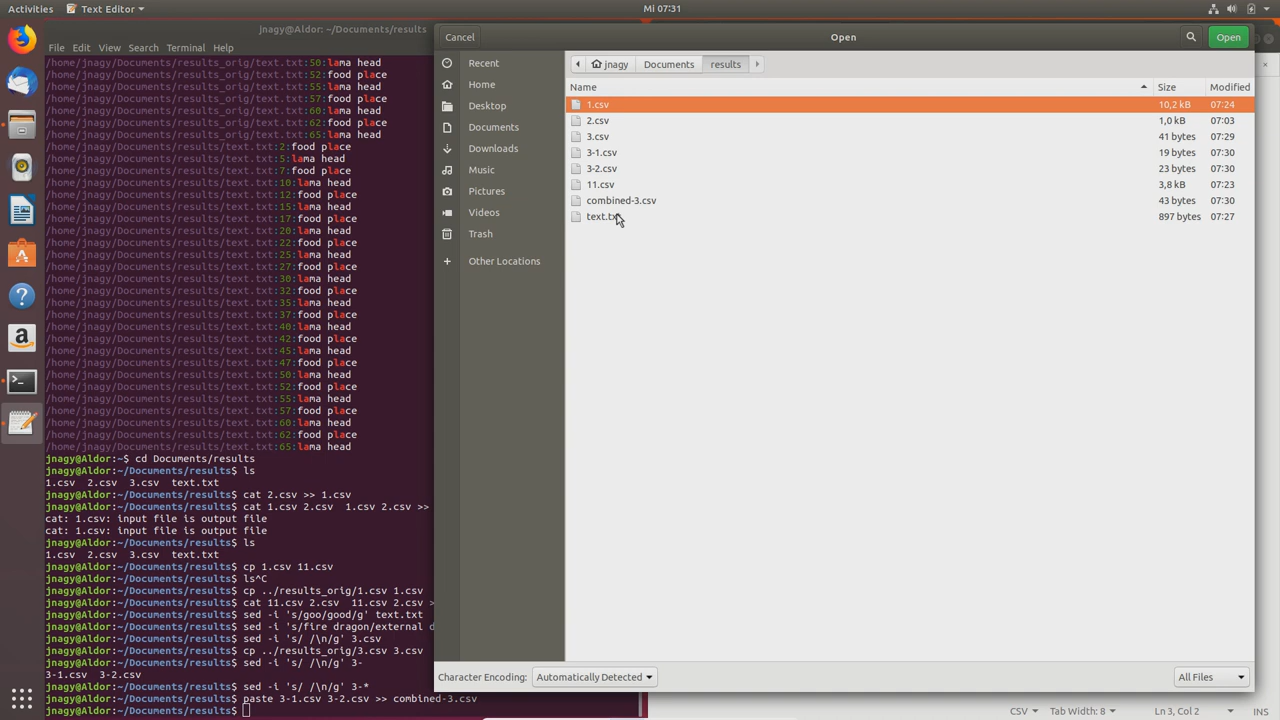 Activities Text Editor Mi 07:31
jnagy@Aldor: ~/Documents/results
File Edit View Search Terminal Help
/home/jnagy/Documents/results_orig/text.txt:50:lama head
/home/jnagy/Documents/results_orig/text.txt:52:food place
/home/jnagy/Documents/results_orig/text.txt:55:lama head
/home/jnagy/Documents/results_orig/text.txt:57:food place
/home/jnagy/Documents/results_orig/text.txt:60:lama head
/home/jnagy/Documents/results_orig/text.txt:62:food place
/home/jnagy/Documents/results_orig/text.txt:65:lama head
/home/jnagy/Documents/results/text.txt:2:food place
/home/jnagy/Documents/results/text.txt:5:lama head
/home/jnagy/Documents/results/text.txt:7:food place
/home/jnagy/Documents/results/text.txt:10:lama head
/home/jnagy/Documents/results/text.txt:12:food place
/home/jnagy/Documents/results/text.txt:15:lama head
/home/jnagy/Documents/results/text.txt:17:food place
/home/jnagy/Documents/results/text.txt:20:lama head
/home/jnagy/Documents/results/text.txt:22:food place
/home/jnagy/Documents/results/text.txt:25:lama head
/home/jnagy/Documents/results/text.txt:27:food place
/home/jnagy/Documents/results/text.txt:30:lama head
/home/jnagy/Documents/results/text.txt:32:food place
/home/jnagy/Documents/results/text.txt:35:lama head
/home/jnagy/Documents/results/text.txt:37:food place
/home/jnagy/Documents/results/text.txt:40:lama head
/home/jnagy/Documents/results/text.txt:42:food place
/home/jnagy/Documents/results/text.txt:45:lama head
/home/jnagy/Documents/results/text.txt:47:food place
/home/jnagy/Documents/results/text.txt:50:lama head
/home/jnagy/Documents/results/text.txt:52:food place
/home/jnagy/Documents/results/text.txt:55:lama head
/home/jnagy/Documents/results/text.txt:57:food place
/home/jnagy/Documents/results/text.txt:60:lama head
/home/jnagy/Documents/results/text.txt:62:food place
/home/jnagy/Documents/results/text.txt:65:lama head
jnagy@Aldor:~$ cd Documents/results
jnagy@Aldor:~/Documents/results$ ls
1.csv 2.csv 3.csv text.txt
jnagy@Aldor:~/Documents/results$ cat 2.csv >> 1.csv
jnagy@Aldor:~/Documents/results$ cat 1.csv 2.csv 1.csv 2.csv >>
cat: 1.csv: input file is output file
cat: 1.csv: input file is output file
jnagy@Aldor:~/Documents/results$ ls
1.csv 2.csv 3.csv text.txt
jnagy@Aldor:~/Documents/results$ cp 1.csv 11.csv
jnagy@Aldor:~/Documents/results$ ls^C
jnagy@Aldor:~/Documents/results$ cp ../results_orig/1.csv 1.csv
jnagy@Aldor:~/Documents/results$ cat 11.csv 2.csv 11.csv 2.csv >
jnagy@Aldor:~/Documents/results$ sed -i 's/goo/good/g' text.txt
jnagy@Aldor:~/Documents/results$ sed -i 's/fire dragon/external d
jnagy@Aldor:~/Documents/results$ sed -i 's/ /\n/g' 3.csv
jnagy@Aldor:~/Documents/results$ cp ../results_orig/3.csv 3.csv
jnagy@Aldor:~/Documents/results$ sed -i 's/ /\n/g' 3-
3-1.csv 3-2.csv
jnagy@Aldor:~/Documents/results$ sed -i 's/ /\n/g' 3-*
jnagy@Aldor:~/Documents/results$ paste 3-1.csv 3-2.csv >> combined-3.csv
jnagy@Aldor:~/Documents/results$
Cancel Open Open
Recent
Home
Desktop
Documents
Downloads
Music
Pictures
Videos
Trash
Other Locations
jnagy Documents results
Name Size Modified
1.csv 10,2 kB 07:24
2.csv 1,0 kB 07:03
3.csv 41 bytes 07:29
3-1.csv 19 bytes 07:30
3-2.csv 23 bytes 07:30
11.csv 3,8 kB 07:23
combined-3.csv 43 bytes 07:30
text.txt 897 bytes 07:27
Character Encoding: Automatically Detected All Files
CSV Tab Width: 8 Ln 3, Col 2 INS